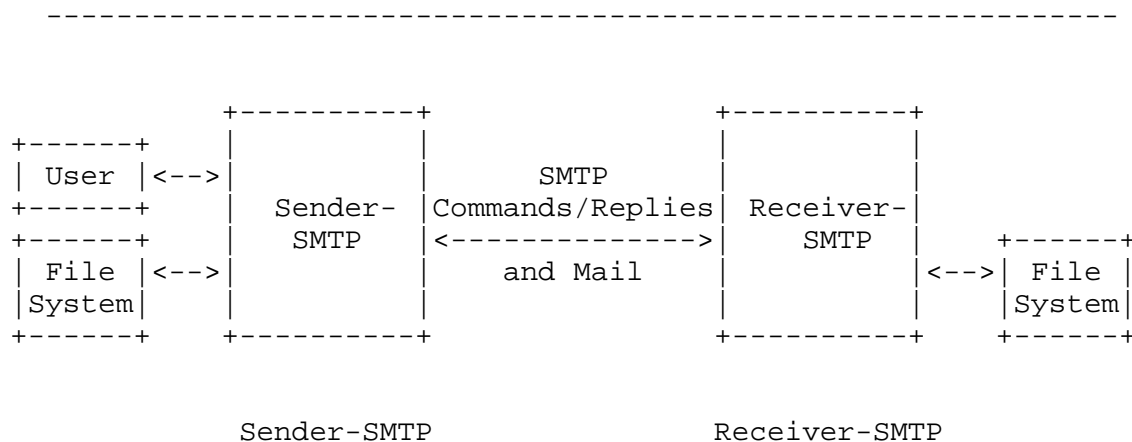 -------------------------------------------------------------
            +----------+                +----------+
+------+    |          |                |          |
| User |<-->|          |      SMTP      |          |
+------+    |  Sender- |Commands/Replies| Receiver-|
+------+    |   SMTP   |<-------------->|    SMTP  |    +------+
| File |<-->|          |    and Mail    |          |<-->| File |
|System|    |          |                |          |    |System|
+------+    +----------+                +----------+    +------+
Sender-SMTP                Receiver-SMTP